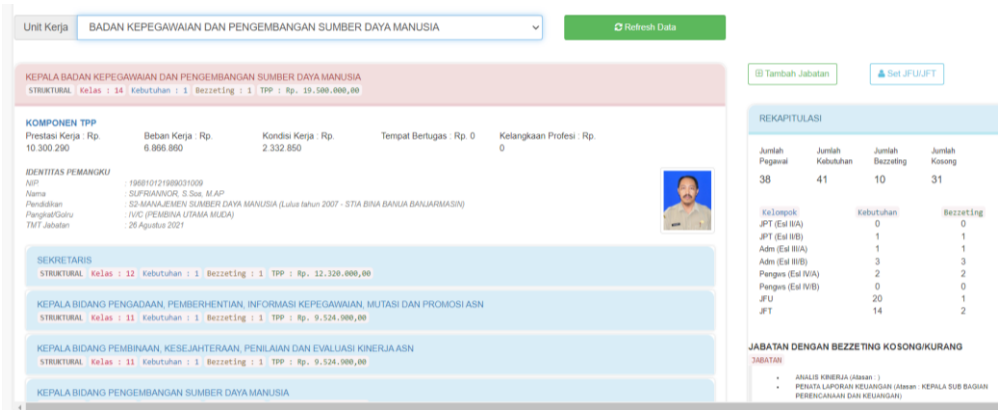 Unit Kerja BADAN KEPEGAWAIAN DAN PENGEMBANGAN SUMBER DAYA MANUSIA Refresh Data
KEPALA BADAN KEPEGAWAIAN DAN PENGEMBANGAN SUMBER DAYA MANUSIA
STRUKTURAL Kelas : 14 Kebutuhan : 1 Bezzeting : 1 TPP : Rp. 19.500.000,00
KOMPONEN TPP
Prestasi Kerja : Rp. 10.300.290
Beban Kerja : Rp. 6.866.860
Kondisi Kerja : Rp. 2.332.850
Tempat Bertugas : Rp. 0
Kelangkaan Profesi : Rp. 0
IDENTITAS PEMANGKU
NIP : 196810121989031009
Nama : SUFRIANNOR, S.Sos, M.AP
Pendidikan : S2-MANAJEMEN SUMBER DAYA MANUSIA (Lulus tahun 2007 - STIA BINA BANUA BANJARMASIN)
Pangkat/Golru : IV/C (PEMBINA UTAMA MUDA)
TMT Jabatan : 26 Agustus 2021
SEKRETARIS
STRUKTURAL Kelas : 12 Kebutuhan : 1 Bezzeting : 1 TPP : Rp. 12.320.000,00
KEPALA BIDANG PENGADAAN, PEMBERHENTIAN, INFORMASI KEPEGAWAIAN, MUTASI DAN PROMOSI ASN
STRUKTURAL Kelas : 11 Kebutuhan : 1 Bezzeting : 1 TPP : Rp. 9.524.900,00
KEPALA BIDANG PEMBINAAN, KESEJAHTERAAN, PENILAIAN DAN EVALUASI KINERJA ASN
STRUKTURAL Kelas : 11 Kebutuhan : 1 Bezzeting : 1 TPP : Rp. 9.524.900,00
KEPALA BIDANG PENGEMBANGAN SUMBER DAYA MANUSIA
Tambah Jabatan Set JFU/JFT
REKAPITULASI
Jumlah Pegawai Jumlah Kebutuhan Jumlah Bezzeting Jumlah Kosong
38 41 10 31
Kelompok Kebutuhan Bezzeting
JPT (Esl II/A) 0 0
JPT (Esl II/B) 1 1
Adm (Esl III/A) 1 1
Adm (Esl III/B) 3 3
Pengws (Esl IV/A) 2 2
Pengws (Esl IV/B) 0 0
JFU 20 1
JFT 14 2
JABATAN DENGAN BEZZETING KOSONG/KURANG
JABATAN
ANALIS KINERJA (Atasan : )
PENATA LAPORAN KEUANGAN (Atasan : KEPALA SUB BAGIAN
PERENCANAAN DAN KEUANGAN)